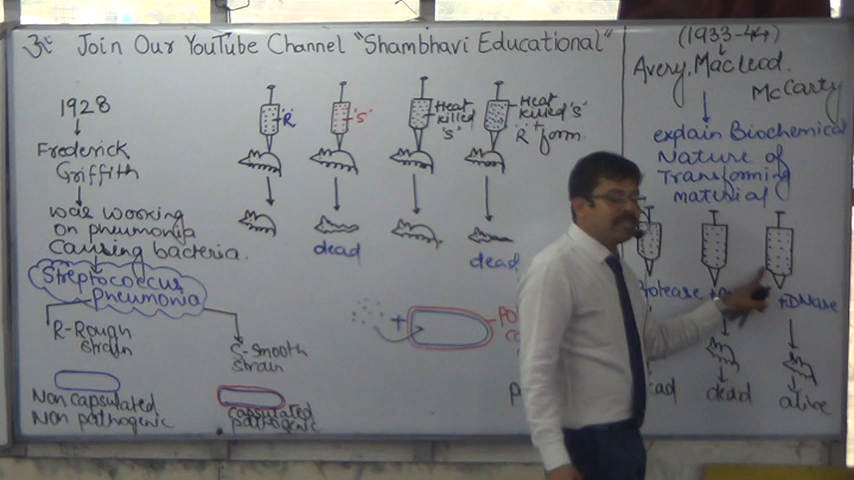 ॐ Join Our YouTube Channel "Shambhavi Educational"
1928
Frederick
Griffith
was working
on pneumonia
Causing bacteria.
Streptococcus
pneumonia
R-Rough
strain
S-smooth
strain
Non capsulated
Non pathogenic
capsulated
pathogenic
'R'
'S'
Heat
killed
'S'
Heat
killed 'S'
+
'R' form.
dead
dead
+
(1933-44)
Avery, Macleod.
McCarty
explain Biochemical
Nature of
Transforming
material
Protease
+DNase
dead
alive